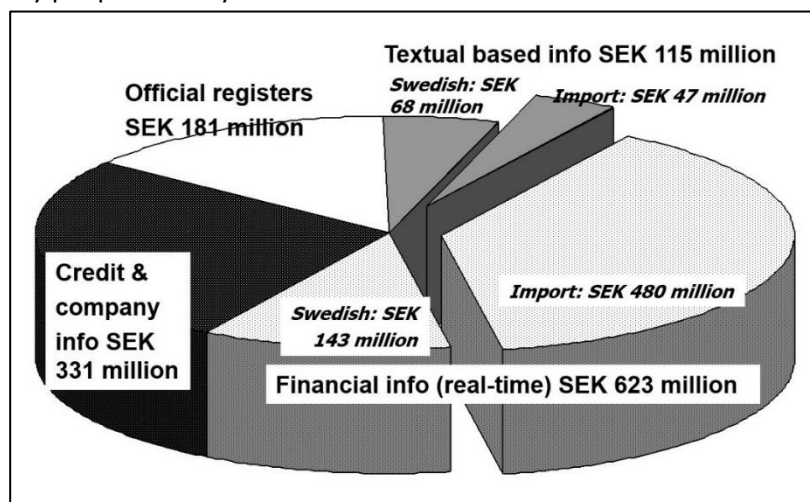 Textual based info SEK 115 million
Swedish: SEK
68 million
Import: SEK 47 million
Official registers
SEK 181 million
Credit &
company
info SEK
331 million
Import: SEK 480 million
Swedish: SEK
143 million
Financial info (real-time) SEK 623 million